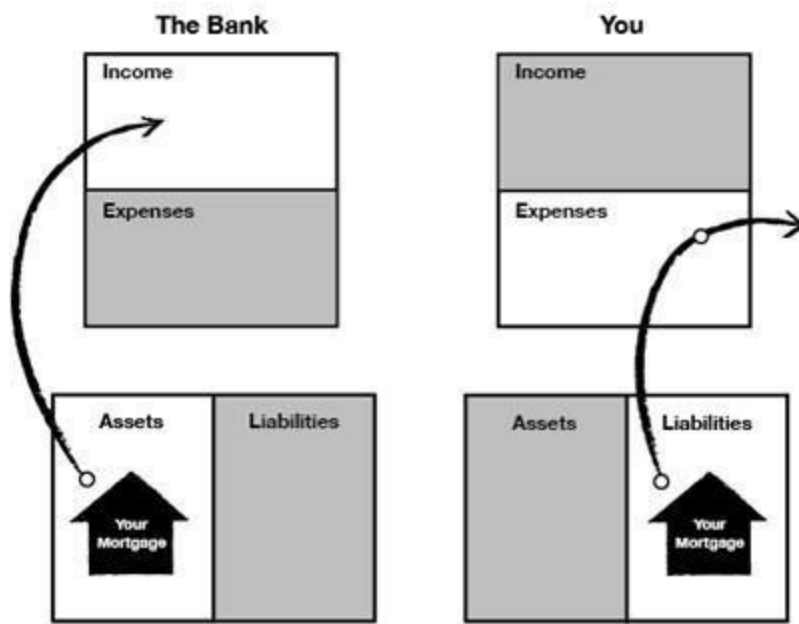 The Bank
Income
Expenses
Assets
Liabilities
Your
Mortgage
You
Income
Expenses
Assets
Liabilities
Your
Mortgage